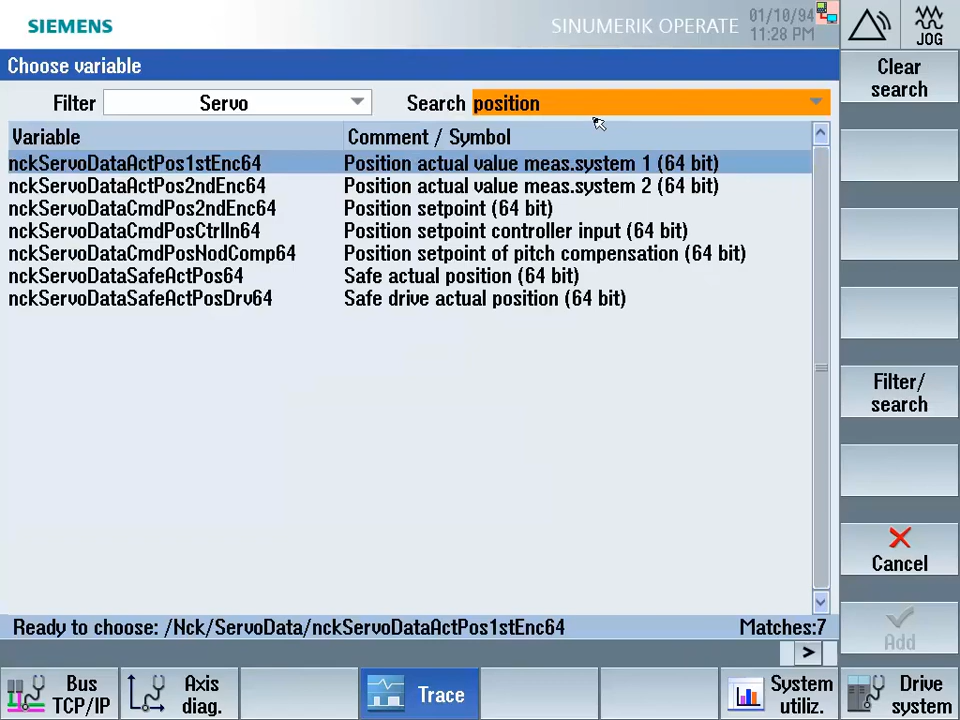 SIEMENS
SINUMERIK OPERATE
01/10/94
11:28 PM
JOG
Choose variable
Clear
search
Filter
Servo
Search
position
Variable
Comment / Symbol
nckServoDataActPos1stEnc64 Position actual value meas.system 1 (64 bit)
nckServoDataActPos2ndEnc64 Position actual value meas.system 2 (64 bit)
nckServoDataCmdPos2ndEnc64 Position setpoint (64 bit)
nckServoDataCmdPosCtrlIn64 Position setpoint controller input (64 bit)
nckServoDataCmdPosNodComp64 Position setpoint of pitch compensation (64 bit)
nckServoDataSafeActPos64 Safe actual position (64 bit)
nckServoDataSafeActPosDrv64 Safe drive actual position (64 bit)
Filter/
search
Cancel
Ready to choose: /Nck/ServoData/nckServoDataActPos1stEnc64
Matches:7
Add
>
Bus
TCP/IP
Axis
diag.
Trace
System
utiliz.
Drive
system